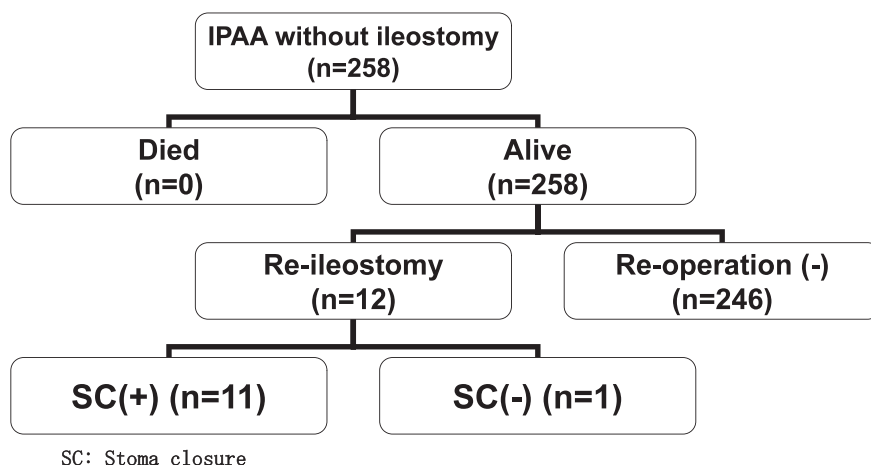 IPAA without ileostomy
(n=258)
Died
(n=0)
Alive
(n=258)
Re-ileostomy
(n=12)
Re-operation (-)
(n=246)
SC(+) (n=11)
SC(-) (n=1)
SC: Stoma closure